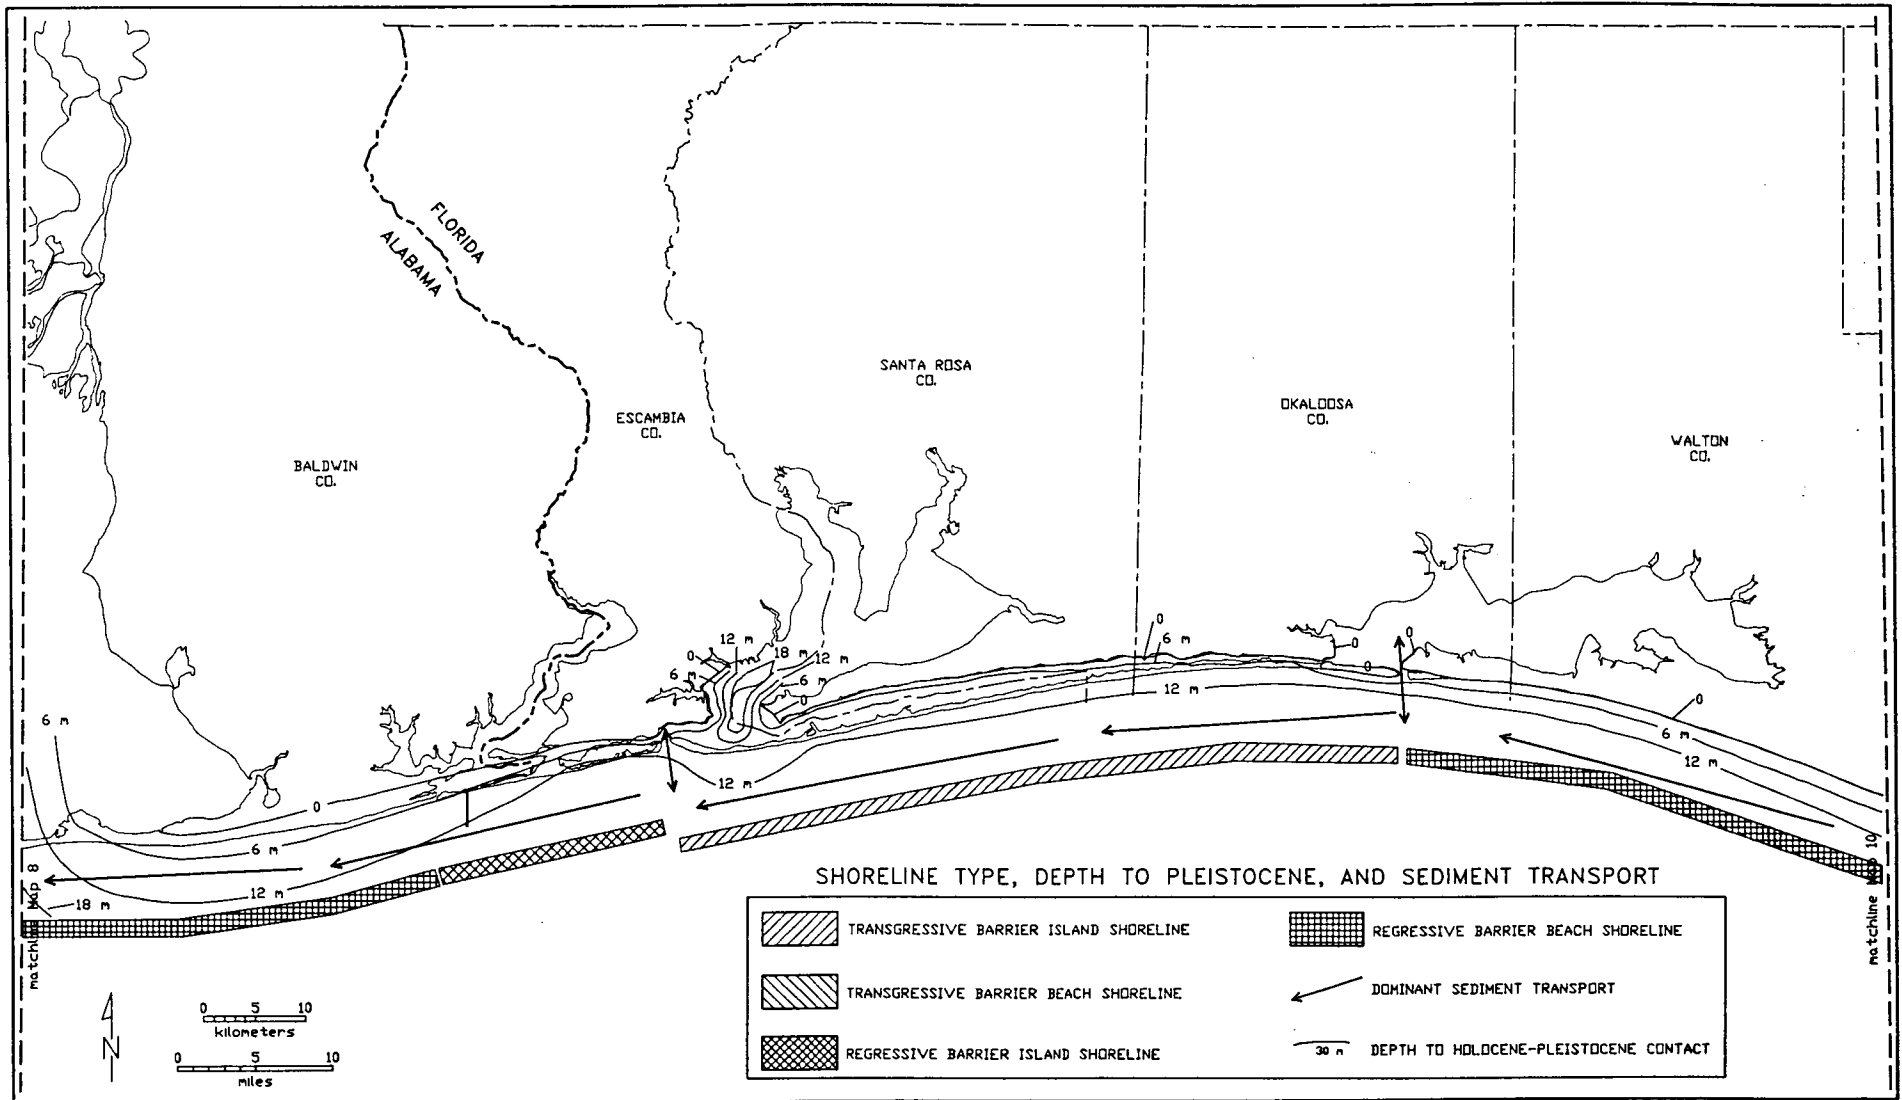 FLORIDA
ALABAMA
SANTA ROSA
CO.
ESCAMBIA
CO.
OKALOOSA
CO.
WALTON
CO.
BALDWIN
CO.
12 m
0
18 m
12 m
6 m
6 m
0
0
6 m
0
0
0
12 m
0
6 m
12 m
6 m
12 m
0
6 m
12 m
18 m
matchline Map 8
matchline Map 10
SHORELINE TYPE, DEPTH TO PLEISTOCENE, AND SEDIMENT TRANSPORT
TRANSGRESSIVE BARRIER ISLAND SHORELINE
REGRESSIVE BARRIER BEACH SHORELINE
TRANSGRESSIVE BARRIER BEACH SHORELINE
DOMINANT SEDIMENT TRANSPORT
REGRESSIVE BARRIER ISLAND SHORELINE
30 m
DEPTH TO HOLOCENE-PLEISTOCENE CONTACT
N
0 5 10
kilometers
0 5 10
miles